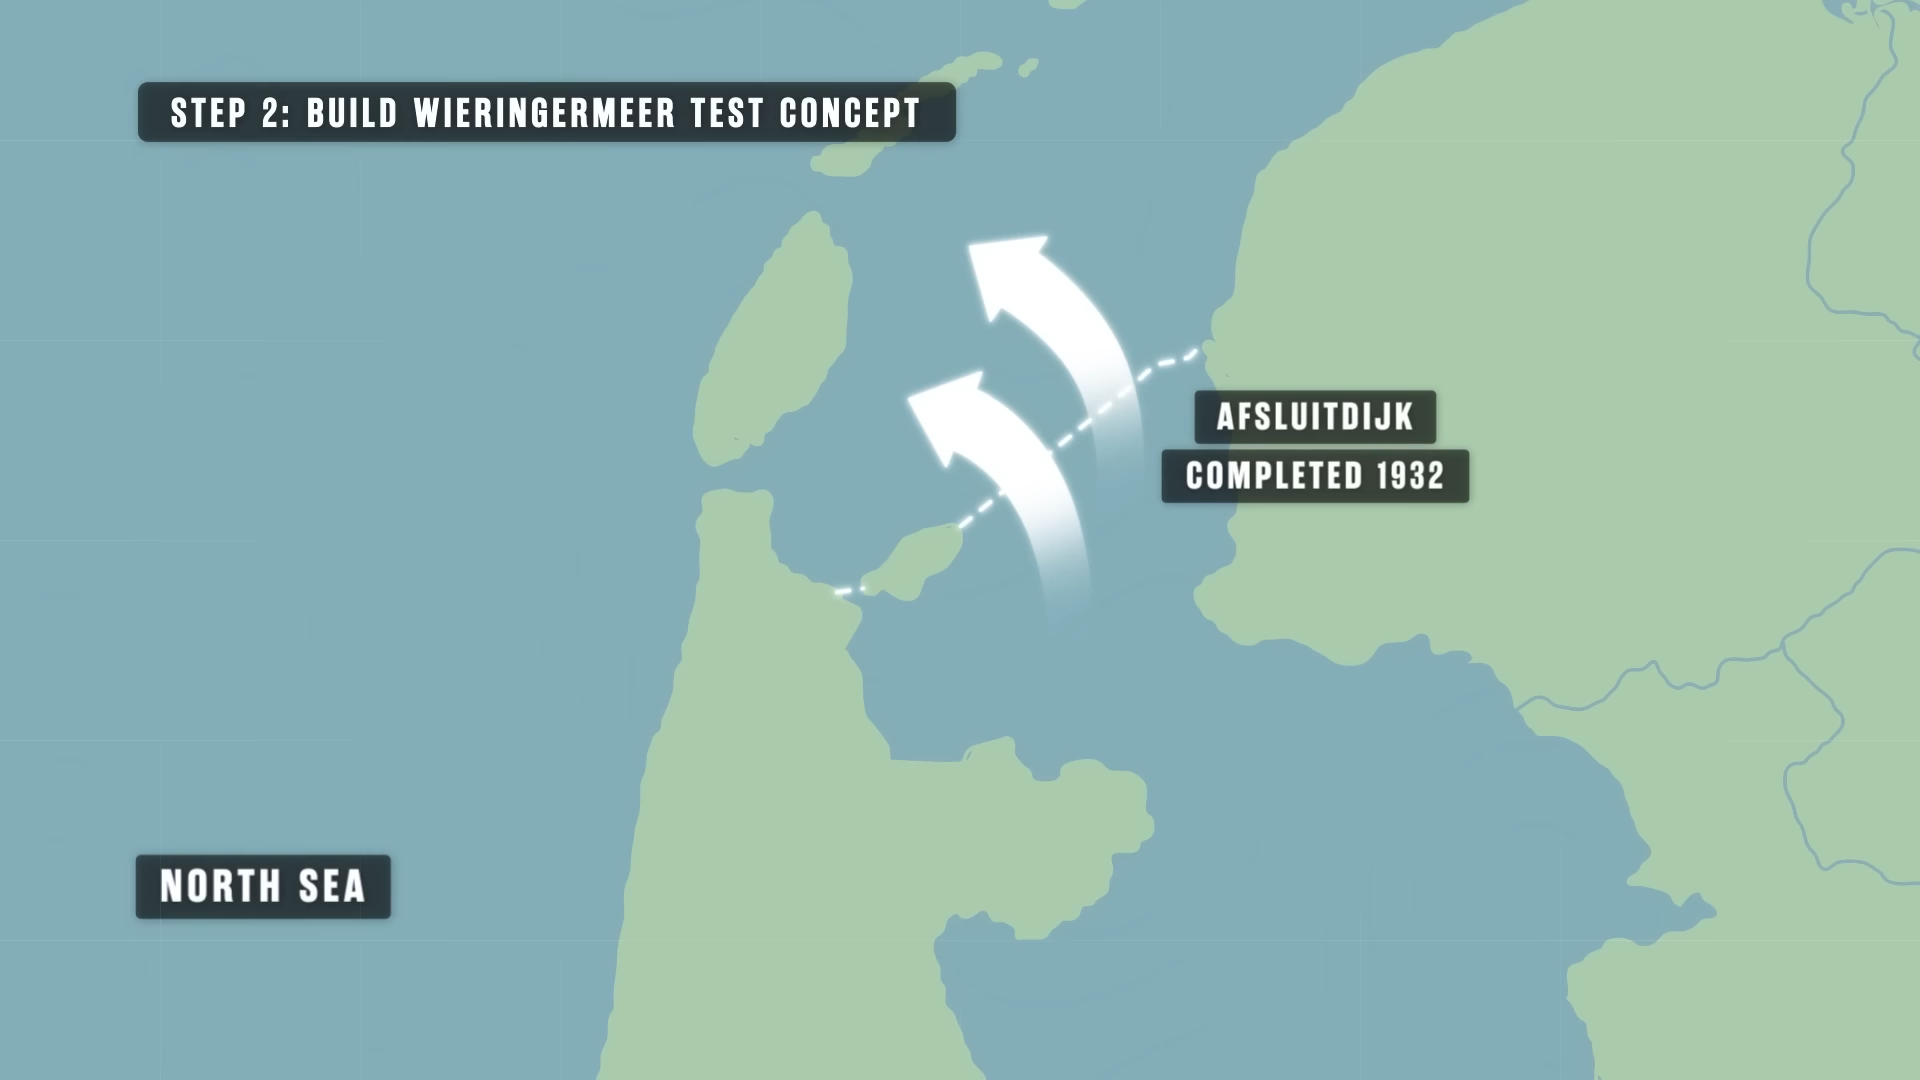 STEP 2: BUILD WIERINGERMEER TEST CONCEPT
AFSLUITDIJK
COMPLETED 1932
NORTH SEA